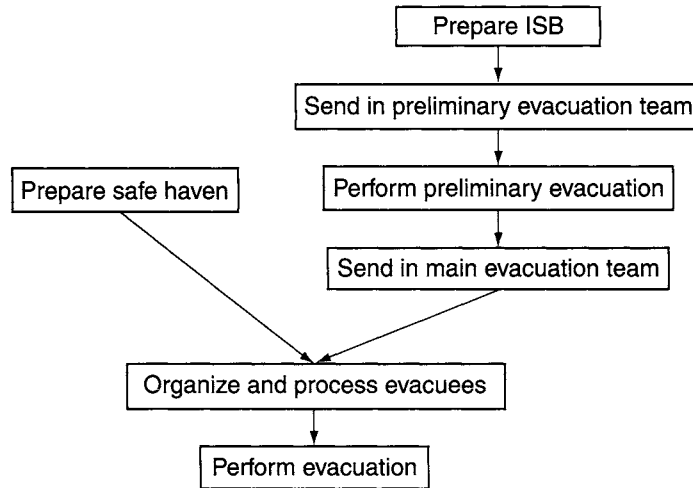 Prepare ISB
Send in preliminary evacuation team
Prepare safe haven
Perform preliminary evacuation
Send in main evacuation team
Organize and process evacuees
Perform evacuation